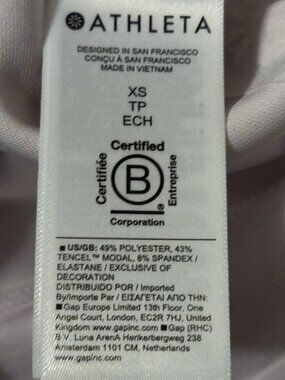 ATHLETA
DESIGNED IN SAN FRANCISCO
CONÇU À SAN FRANCISCO
MADE IN VIETNAM
XS
TP
ECH
Certified
Certifiée
B
Entreprise
Corporation
■ US/GB: 49% POLYESTER, 43%
TENCEL™ MODAL, 8% SPANDEX /
ELASTANE / EXCLUSIVE OF
DECORATION
DISTRIBUIDO POR / Imported
By/Importe Par / ΕΙΣΑΓΕΤΑΙ ΑΠΟ ΤΗΝ:
■ Gap Europe Limited 13th Floor, One
Angel Court, London, EC2R 7HJ, United
Kingdom www.gapinc.com ■ Gap (RHC)
B.V. Luna ArenA Herikerbergweg 238
Amsterdam 1101 CM, Netherlands
www.gapinc.com